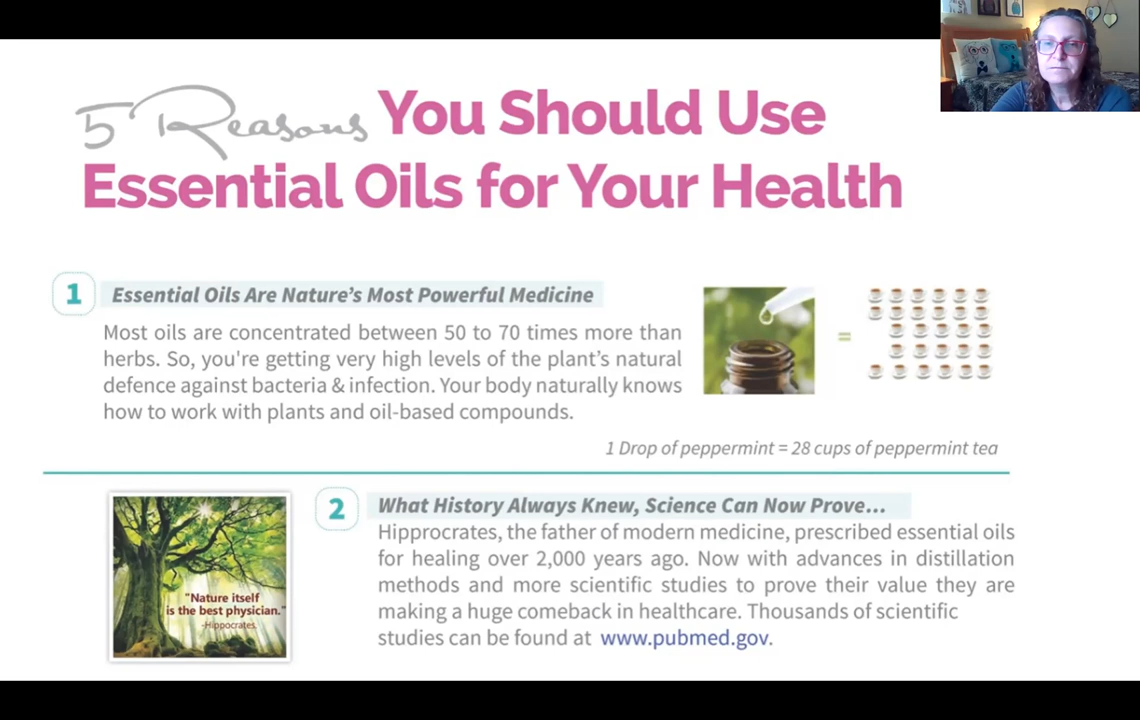 5 Reasons You Should Use
Essential Oils for Your Health
1 Essential Oils Are Nature's Most Powerful Medicine
Most oils are concentrated between 50 to 70 times more than
herbs. So, you're getting very high levels of the plant's natural
defence against bacteria & infection. Your body naturally knows
how to work with plants and oil-based compounds.
=
1 Drop of peppermint = 28 cups of peppermint tea
2 What History Always Knew, Science Can Now Prove...
Hipprocrates, the father of modern medicine, prescribed essential oils
for healing over 2,000 years ago. Now with advances in distillation
methods and more scientific studies to prove their value they are
making a huge comeback in healthcare. Thousands of scientific
studies can be found at www.pubmed.gov.
"Nature itself
is the best physician."
-Hippocrates